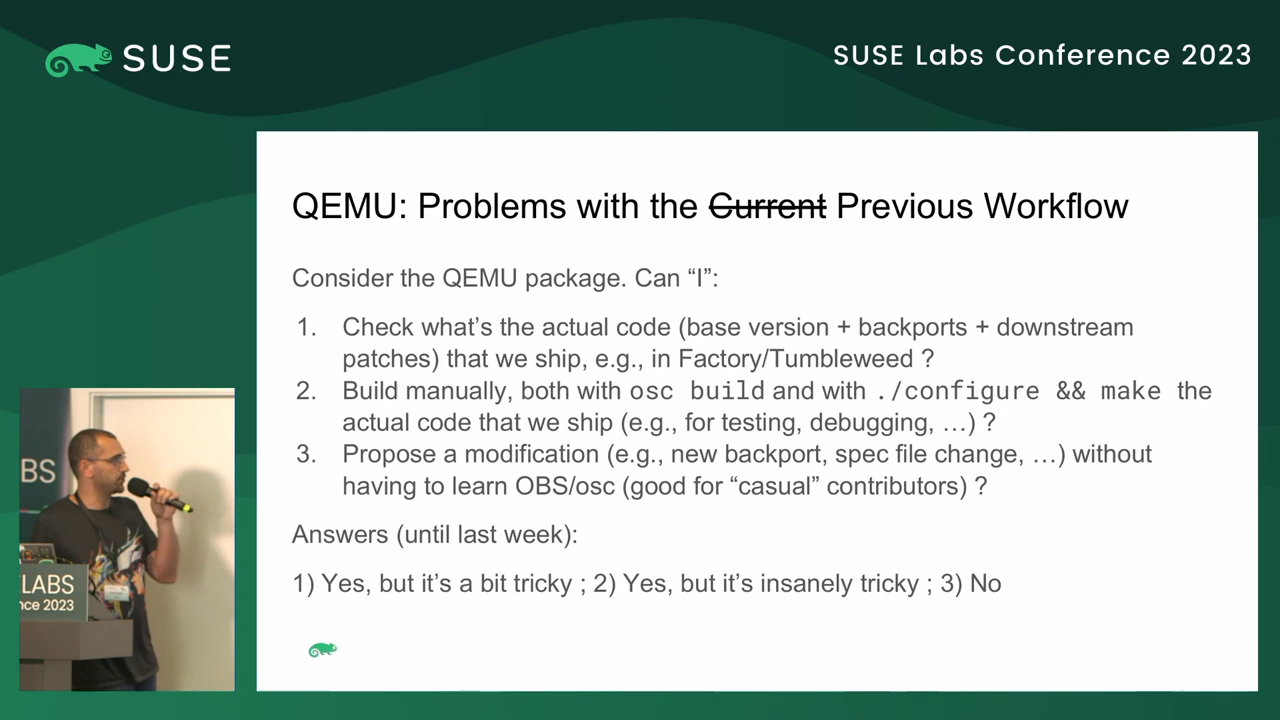 SUSE
SUSE Labs Conference 2023
QEMU: Problems with the Current Previous Workflow
Consider the QEMU package. Can “I”:
1. Check what’s the actual code (base version + backports + downstream
patches) that we ship, e.g., in Factory/Tumbleweed ?
2. Build manually, both with osc build and with ./configure && make the
actual code that we ship (e.g., for testing, debugging, …) ?
3. Propose a modification (e.g., new backport, spec file change, …) without
having to learn OBS/osc (good for “casual” contributors) ?
Answers (until last week):
1) Yes, but it’s a bit tricky ; 2) Yes, but it’s insanely tricky ; 3) No
BS
LABS
nce 2023